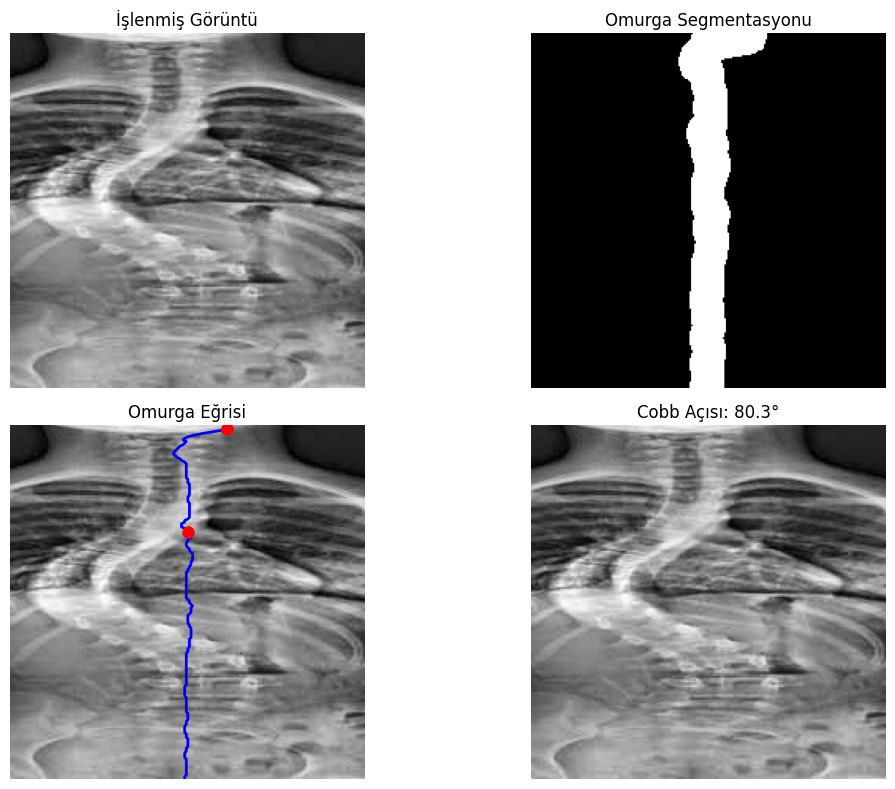 İşlenmiş Görüntü
Omurga Segmentasyonu
Omurga Eğrisi
Cobb Açısı: 80.3°